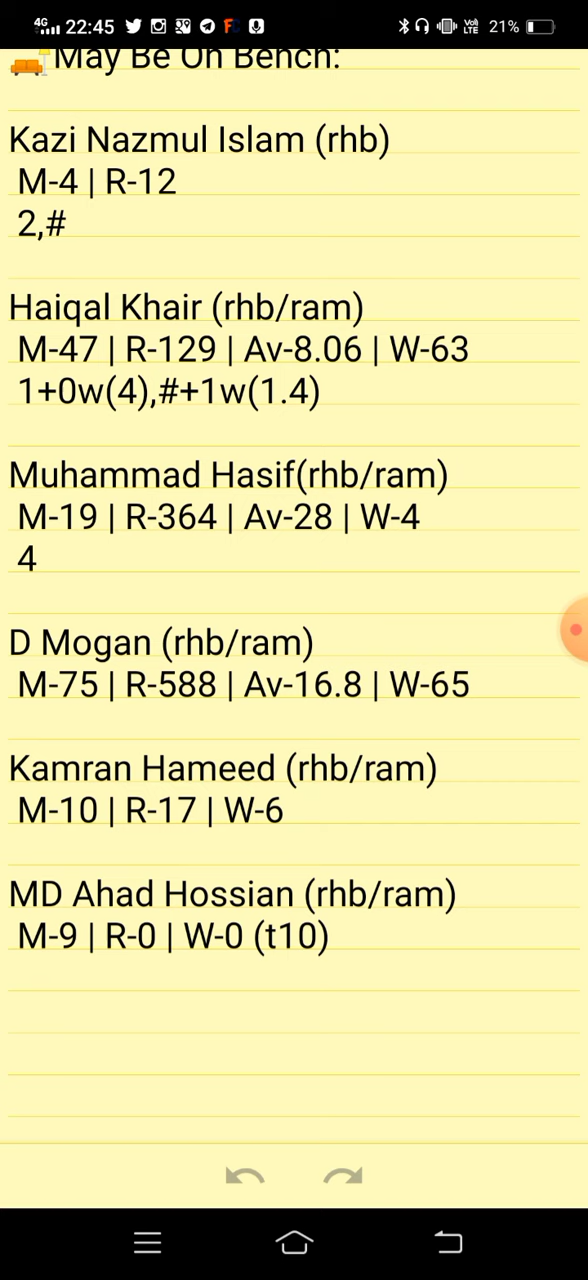 4G 22:45 VoI) LTE 21%
May Be On Bench:
Kazi Nazmul Islam (rhb)
M-4 | R-12
2,#
Haiqal Khair (rhb/ram)
M-47 | R-129 | Av-8.06 | W-63
1+0w(4),#+1w(1.4)
Muhammad Hasif(rhb/ram)
M-19 | R-364 | Av-28 | W-4
4
D Mogan (rhb/ram)
M-75 | R-588 | Av-16.8 | W-65
Kamran Hameed (rhb/ram)
M-10 | R-17 | W-6
MD Ahad Hossian (rhb/ram)
M-9 | R-0 | W-0 (t10)